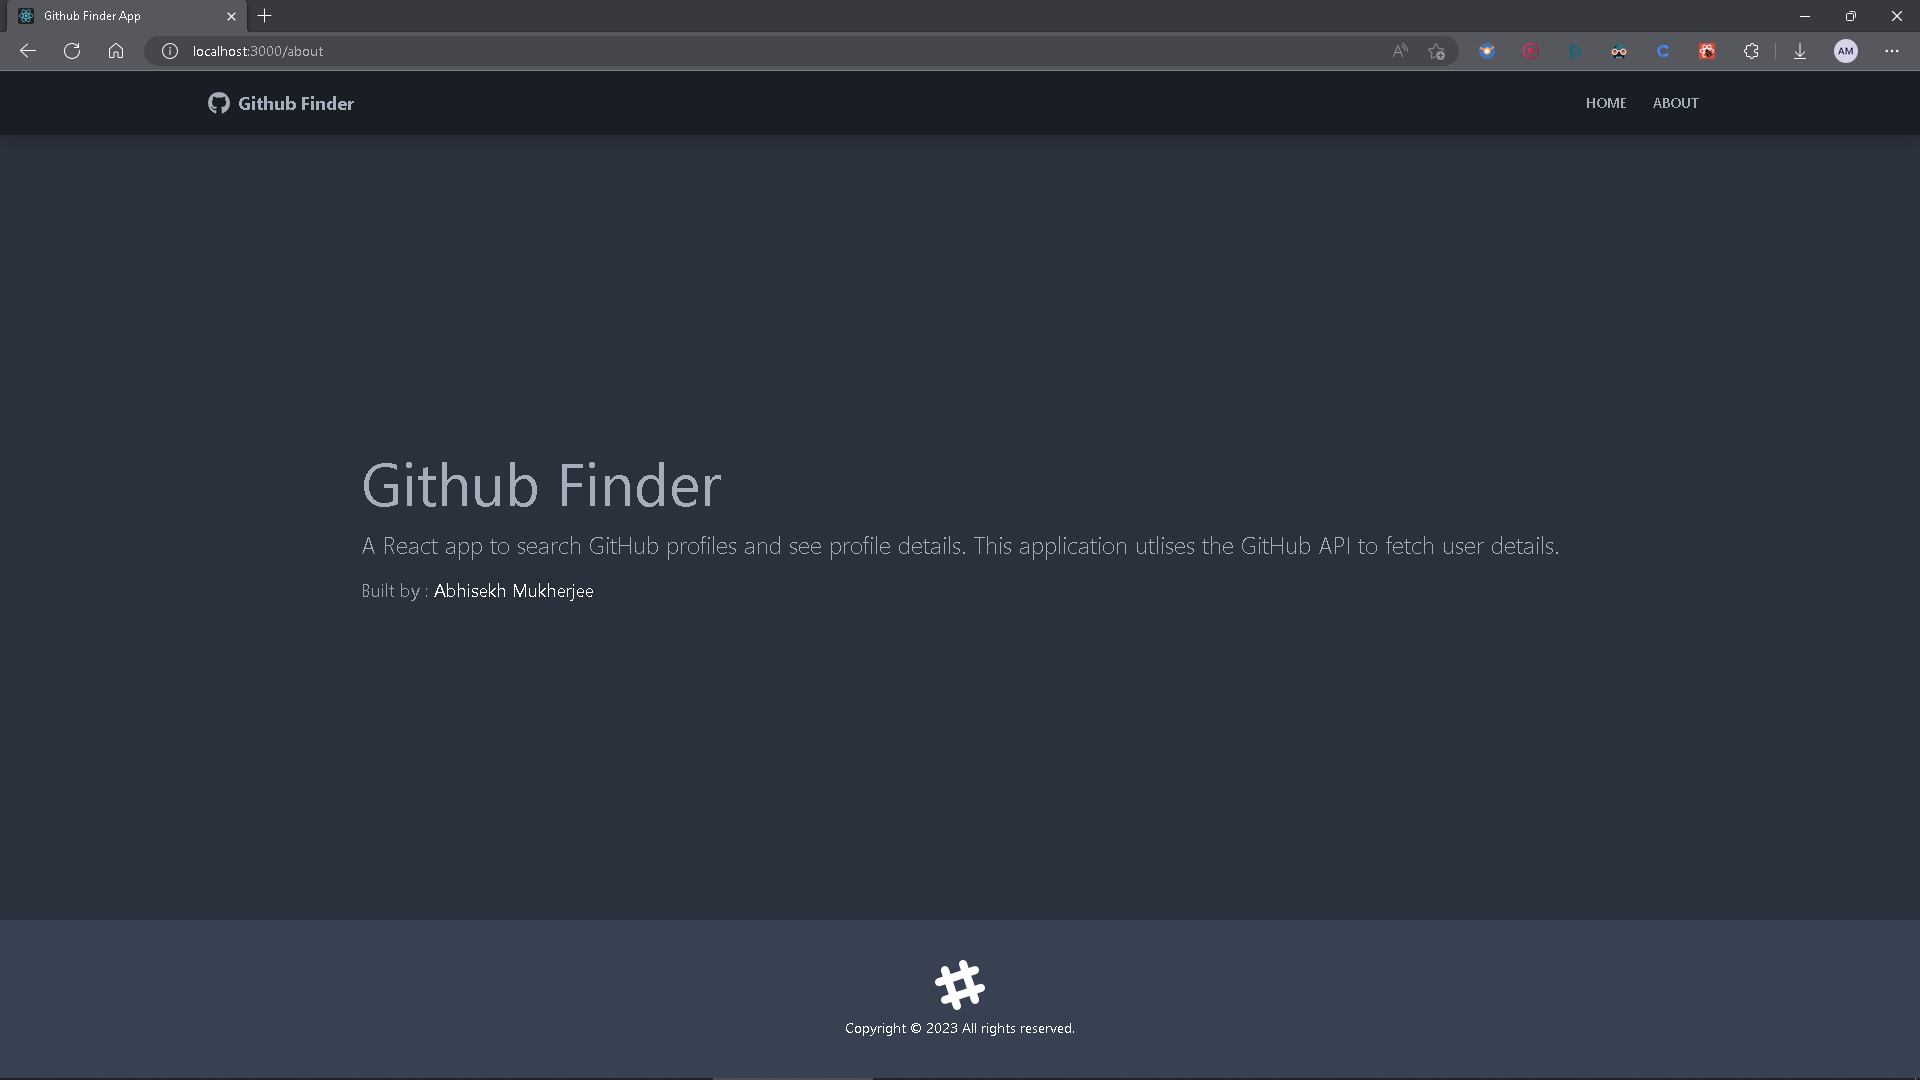 Github Finder App
localhost:3000/about
AM
Github Finder
HOME
ABOUT
Github Finder
A React app to search GitHub profiles and see profile details. This application utlises the GitHub API to fetch user details.
Built by : Abhisekh Mukherjee
Copyright © 2023 All rights reserved.